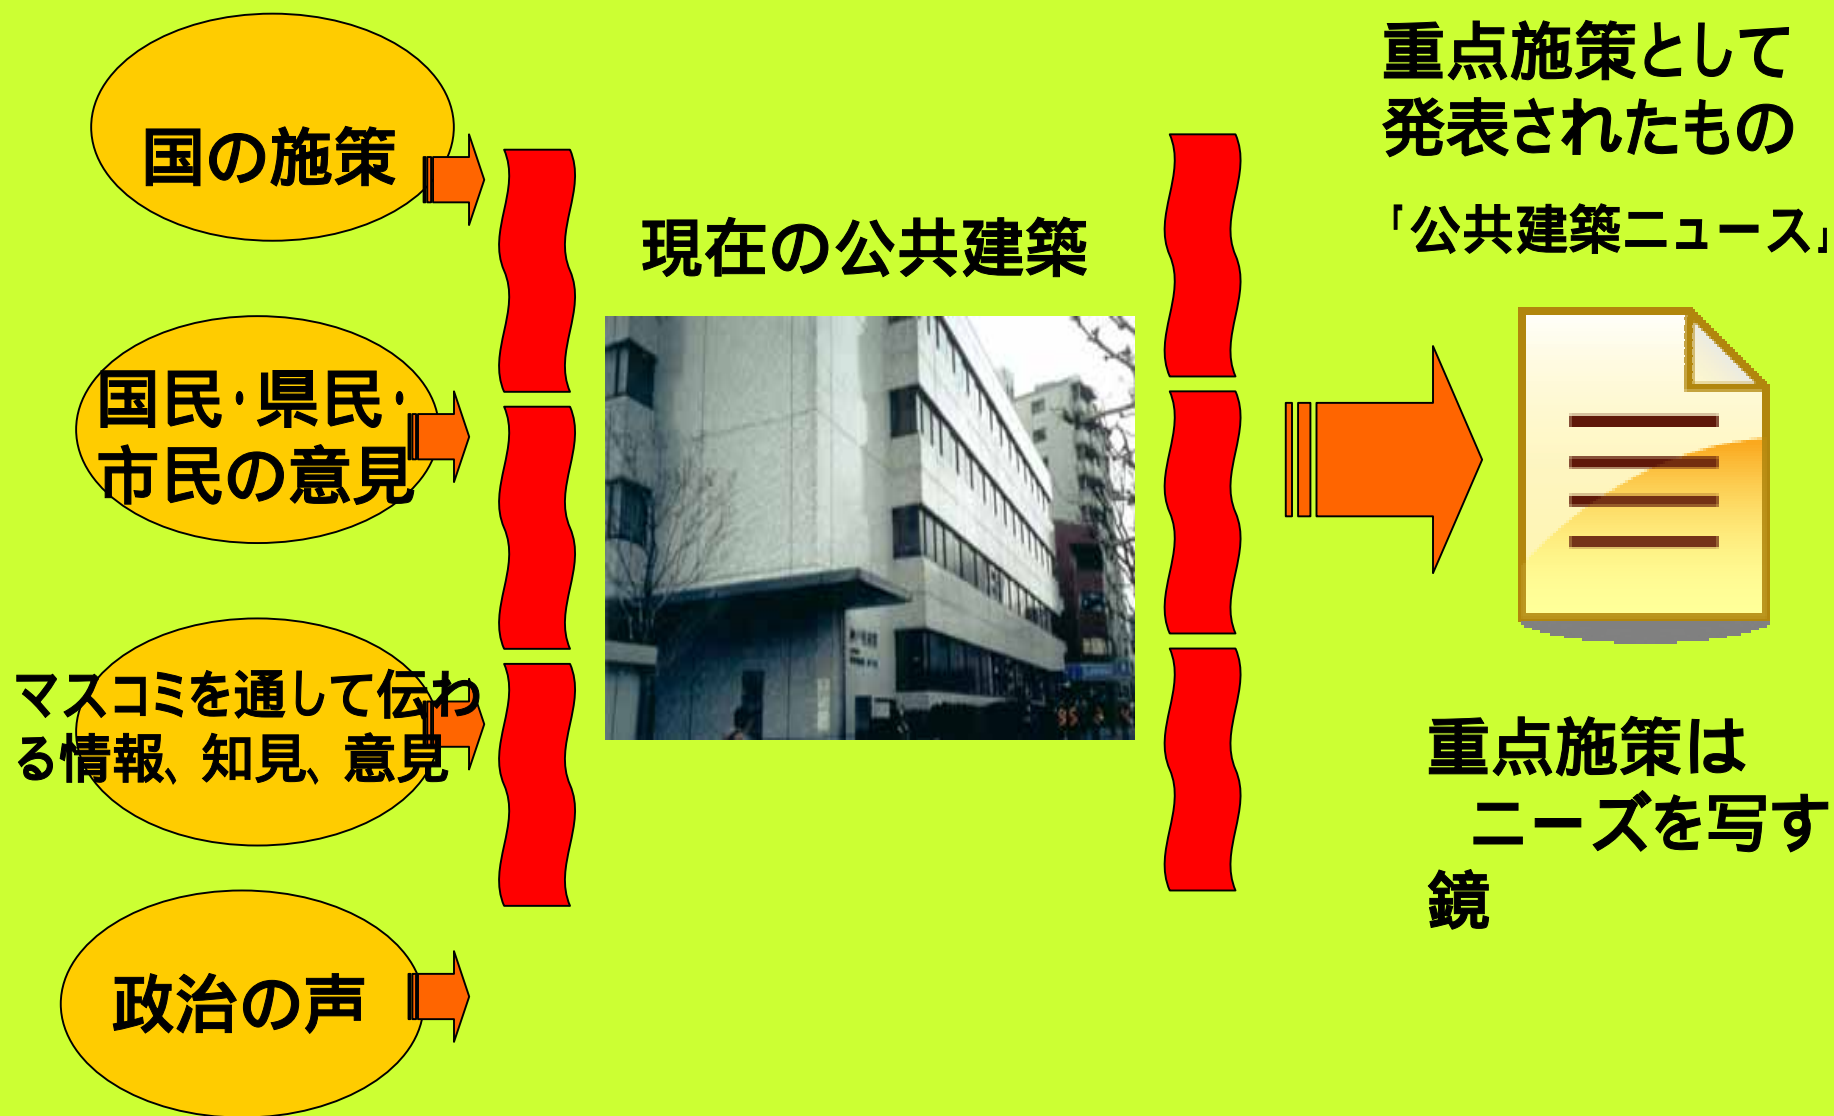 国の施策
国民・県民・
市民の意見
マスコミを通して伝わ
る情報、知見、意見
政治の声
現在の公共建築
重点施策として
発表されたもの
「公共建築ニュース」
重点施策は
ニーズを写す
鏡